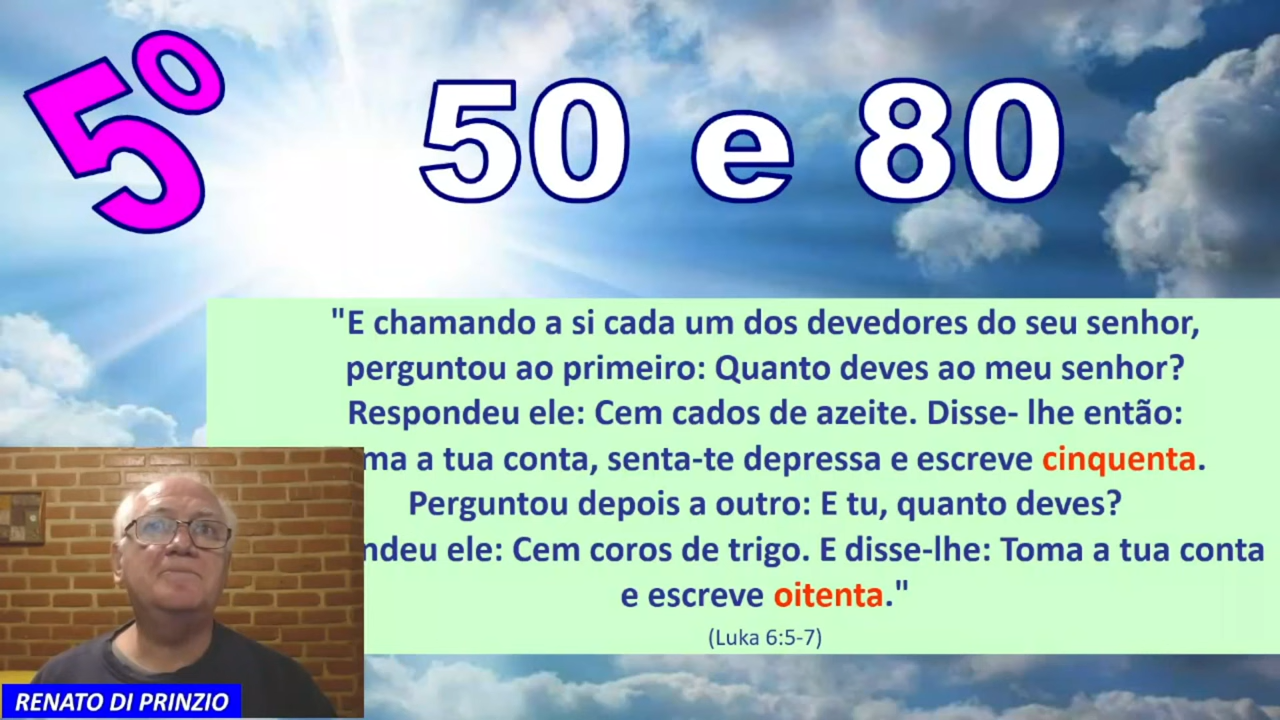 5º
50 e 80
"E chamando a si cada um dos devedores do seu senhor,
perguntou ao primeiro: Quanto deves ao meu senhor?
Respondeu ele: Cem cados de azeite. Disse- lhe então:
ma a tua conta, senta-te depressa e escreve cinquenta.
Perguntou depois a outro: E tu, quanto deves?
ndeu ele: Cem coros de trigo. E disse-lhe: Toma a tua conta
e escreve oitenta."
(Luka 6:5-7)
RENATO DI PRINZIO